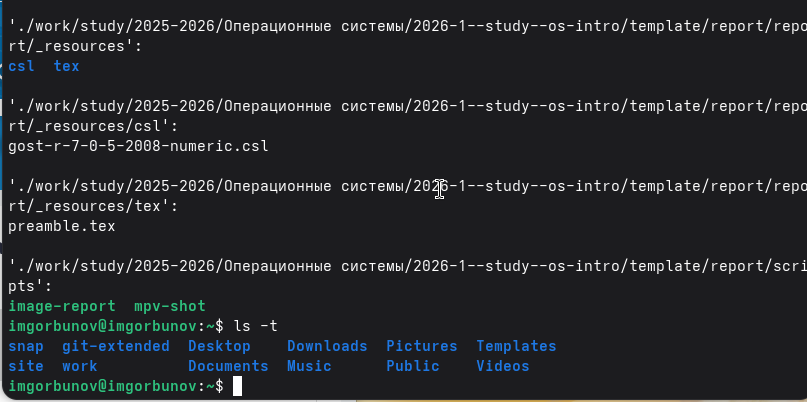 './work/study/2025-2026/Операционные системы/2026-1--study--os-intro/template/report/repo
rt/_resources':
csl  tex
'./work/study/2025-2026/Операционные системы/2026-1--study--os-intro/template/report/repo
rt/_resources/csl':
gost-r-7-0-5-2008-numeric.csl
'./work/study/2025-2026/Операционные системы/2026-1--study--os-intro/template/report/repo
rt/_resources/tex':
preamble.tex
'./work/study/2025-2026/Операционные системы/2026-1--study--os-intro/template/report/scri
pts':
image-report  mpv-shot
imgorbunov@imgorbunov:~$ ls -t
snap  git-extended  Desktop    Downloads  Pictures  Templates
site  work          Documents  Music      Public    Videos
imgorbunov@imgorbunov:~$